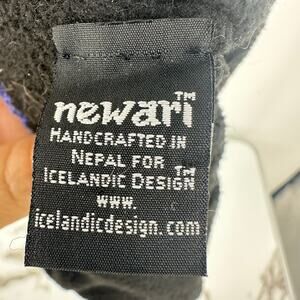 newari™
HANDCRAFTED IN
NEPAL FOR
ICELANDIC DESIGN™
www.
icelandicdesign.com